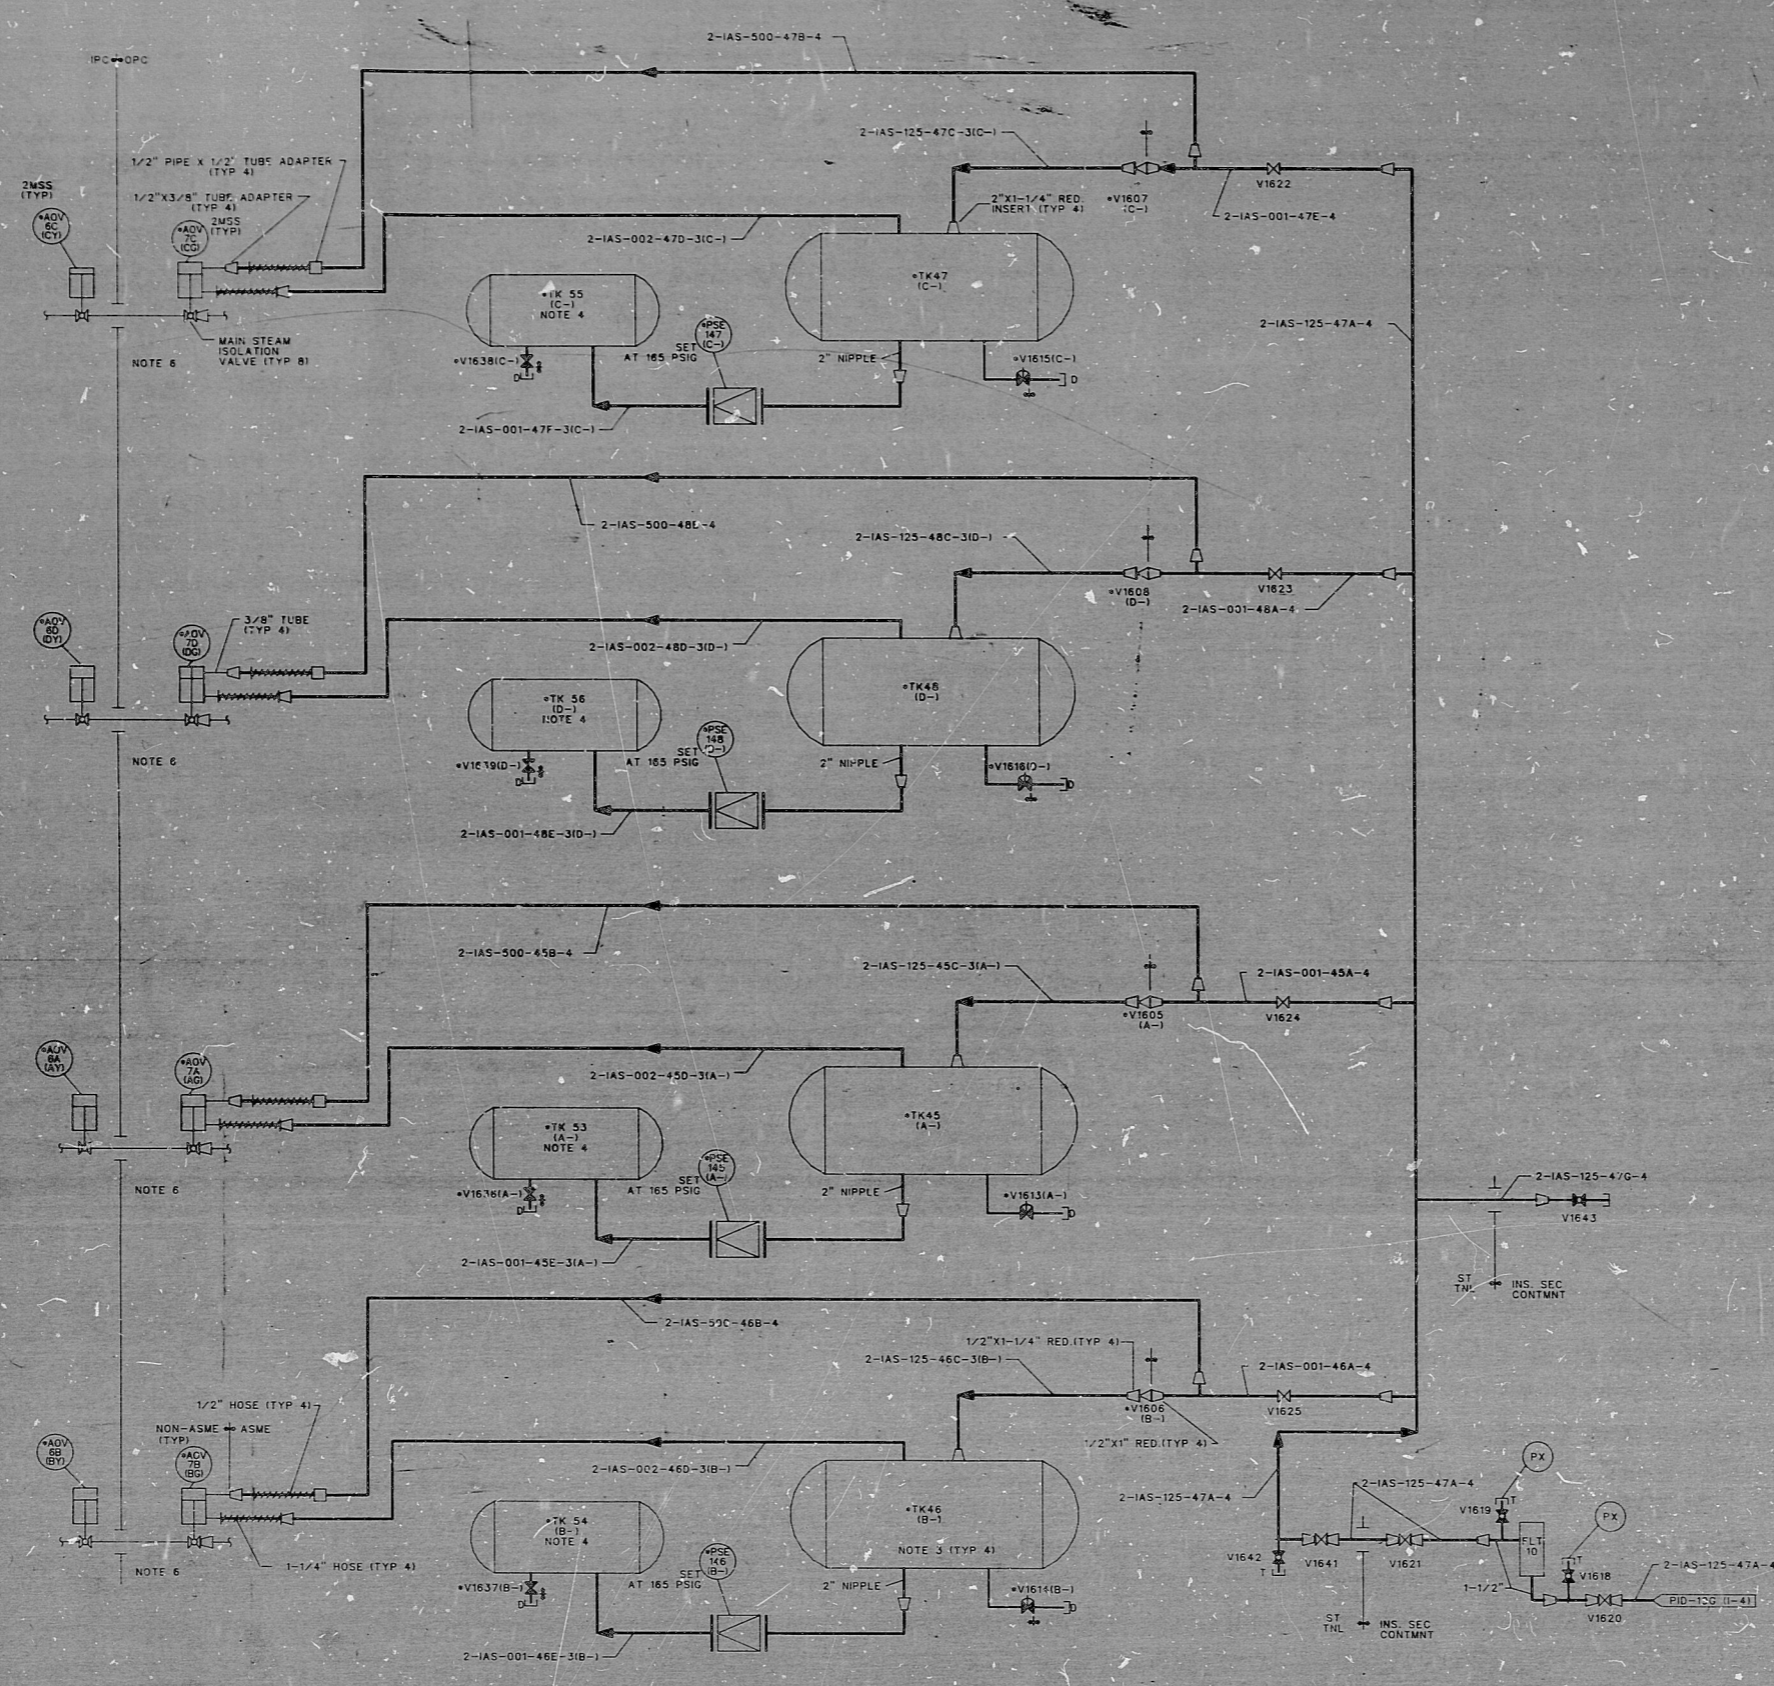 2-IAS-500-47B-4
IPC OPC
2-IAS-125-47C-3(C-)
1/2" PIPE X 1/2" TUBE ADAPTER
(TYP 4)
2MSS
(TYP)
1/2"X3/8" TUBE ADAPTER
(TYP 4)
2MSS
(TYP)
*AOV
6C
(CY)
*AOV
7C
(CG)
2"X1-1/4" RED.
INSERT (TYP 4)
*V1607
(C-)
V1622
2-IAS-001-47E-4
2-IAS-002-47D-3(C-)
*TK47
(C-)
*TK 55
(C-)
NOTE 4
*PSE
147
(C-)
SET
AT 165 PSIG
2" NIPPLE
*V1615(C-)
D
*V1638(C-)
D
MAIN STEAM
ISOLATION
VALVE (TYP 8)
NOTE 6
2-IAS-125-47A-4
2-IAS-001-47F-3(C-)
2-IAS-500-48B-4
2-IAS-125-48C-3(D-)
*V1608
(D-)
V1623
2-IAS-001-48A-4
*AOV
6D
(DY)
*AOV
7D
(DG)
3/8" TUBE
(TYP 4)
2-IAS-002-48D-3(D-)
*TK48
(D-)
*TK 56
(D-)
NOTE 4
*PSE
148
(D-)
SET
AT 165 PSIG
2" NIPPLE
*V1616(D-)
D
*V1639(D-)
D
NOTE 6
2-IAS-001-48E-3(D-)
2-IAS-500-45B-4
2-IAS-125-45C-3(A-)
2-IAS-001-45A-4
*V1605
(A-)
V1624
*AOV
6A
(AY)
*AOV
7A
(AG)
2-IAS-002-45D-3(A-)
*TK45
(A-)
*TK 53
(A-)
NOTE 4
*PSE
145
(A-)
SET
AT 165 PSIG
2" NIPPLE
*V1613(A-)
D
*V1636(A-)
D
NOTE 6
2-IAS-001-45E-3(A-)
2-IAS-125-47G-4
V1643
ST
TNL
INS. SEC
CONTMNT
2-IAS-500-46B-4
1/2"X1-1/4" RED.(TYP 4)
2-IAS-125-46C-3(B-)
2-IAS-001-46A-4
*V1606
(B-)
V1625
1/2"X1" RED.(TYP 4)
1/2" HOSE (TYP 4)
NON-ASME ASME
(TYP)
*AOV
6B
(BY)
*AOV
7B
(BG)
2-IAS-002-46D-3(B-)
*TK46
(B-)
NOTE 3 (TYP 4)
*TK 54
(B-)
NOTE 4
*PSE
146
(B-)
SET
AT 165 PSIG
2" NIPPLE
*V1614(B-)
D
*V1637(B-)
D
1-1/4" HOSE (TYP 4)
NOTE 6
2-IAS-001-46E-3(B-)
2-IAS-125-47A-4
2-IAS-125-47A-4
PX
V1619
T
PX
FLT
10
V1642
T
V1641
V1621
T
V1618
2-IAS-125-47A-4
1-1/2"
V1620
ST
TNL
INS. SEC
CONTMNT